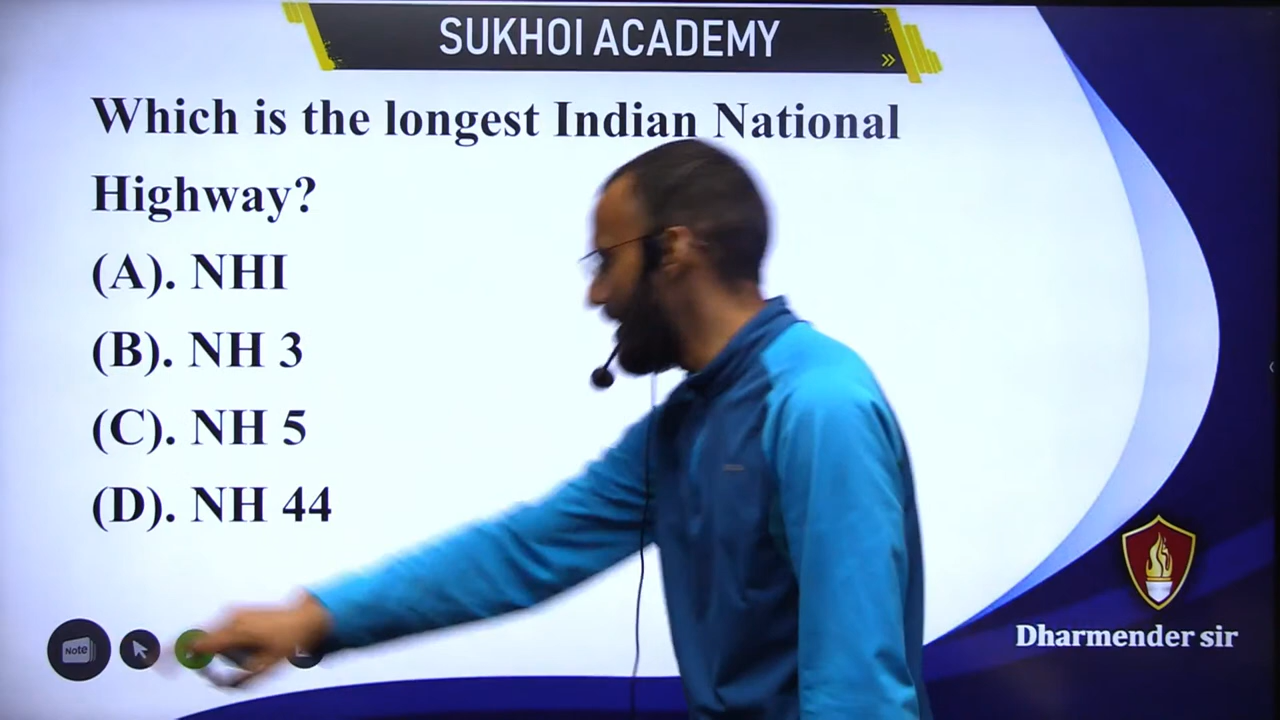 SUKHOI ACADEMY
Which is the longest Indian National
Highway?
(A). NHI
(B). NH 3
(C). NH 5
(D). NH 44
Note
Dharmender sir